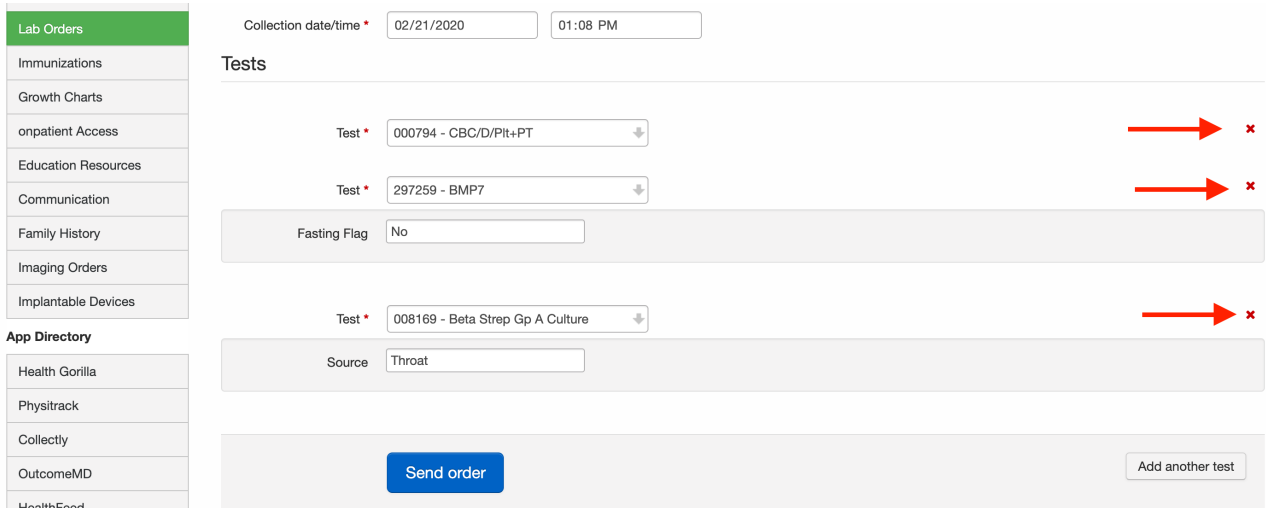 Lab Orders
Immunizations
Growth Charts
onpatient Access
Education Resources
Communication
Family History
Imaging Orders
Implantable Devices
App Directory
Health Gorilla
Physitrack
Collectly
OutcomeMD
HealthFeed
Collection date/time * 02/21/2020 01:08 PM
Tests
Test * 000794 - CBC/D/Plt+PT
Test * 297259 - BMP7
Fasting Flag No
Test * 008169 - Beta Strep Gp A Culture
Source Throat
Send order
Add another test